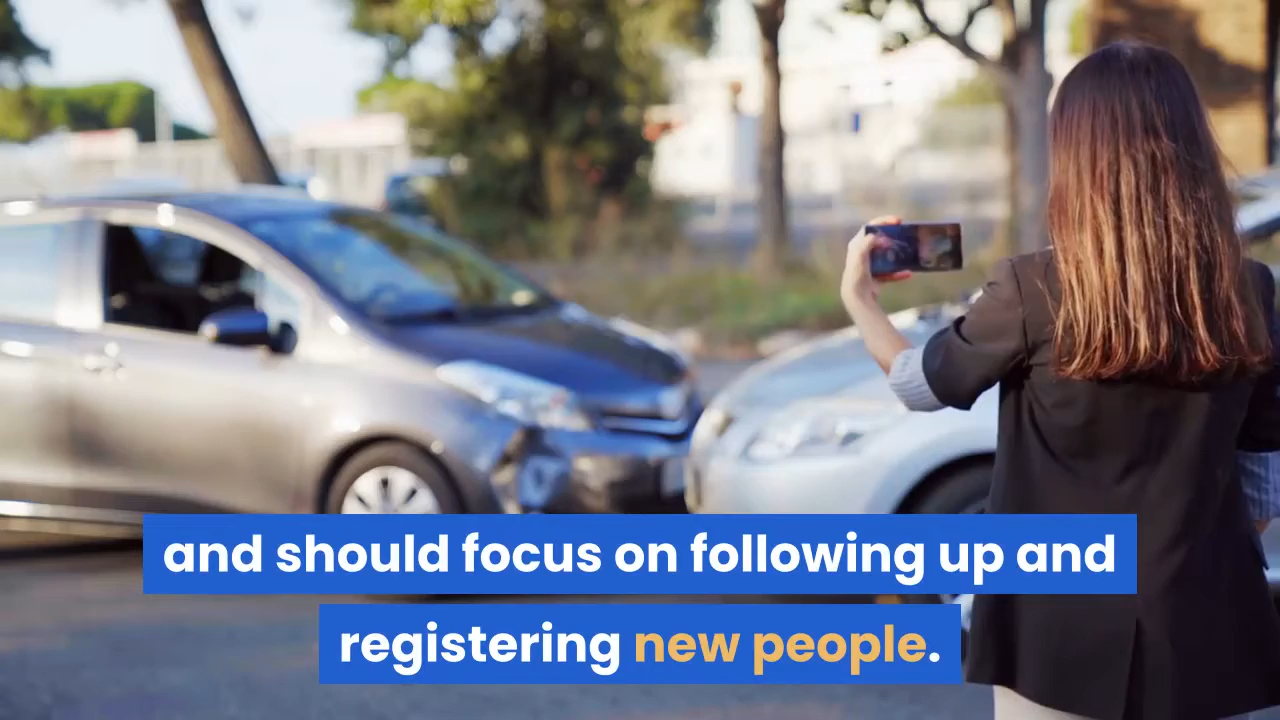 and should focus on following up and
registering new people.